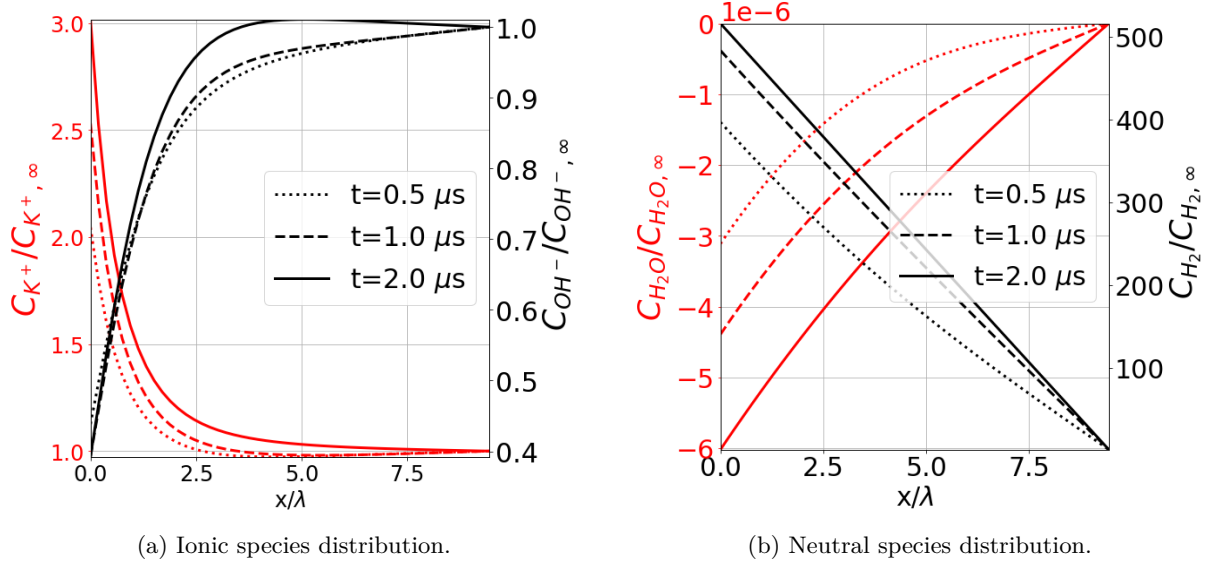 3.0
2.5
2.0
1.5
1.0
C_{K^+}/C_{K^+,∞}
0.0
2.5
5.0
7.5
x/λ
1.0
0.9
0.8
0.7
0.6
0.5
0.4
C_{OH^-}/C_{OH^-,∞}
t=0.5 μs
t=1.0 μs
t=2.0 μs
(a) Ionic species distribution.
1e−6
0
−1
−2
−3
−4
−5
−6
C_{H_2O}/C_{H_2O,∞}
0.0
2.5
5.0
7.5
x/λ
500
400
300
200
100
C_{H_2}/C_{H_2,∞}
t=0.5 μs
t=1.0 μs
t=2.0 μs
(b) Neutral species distribution.